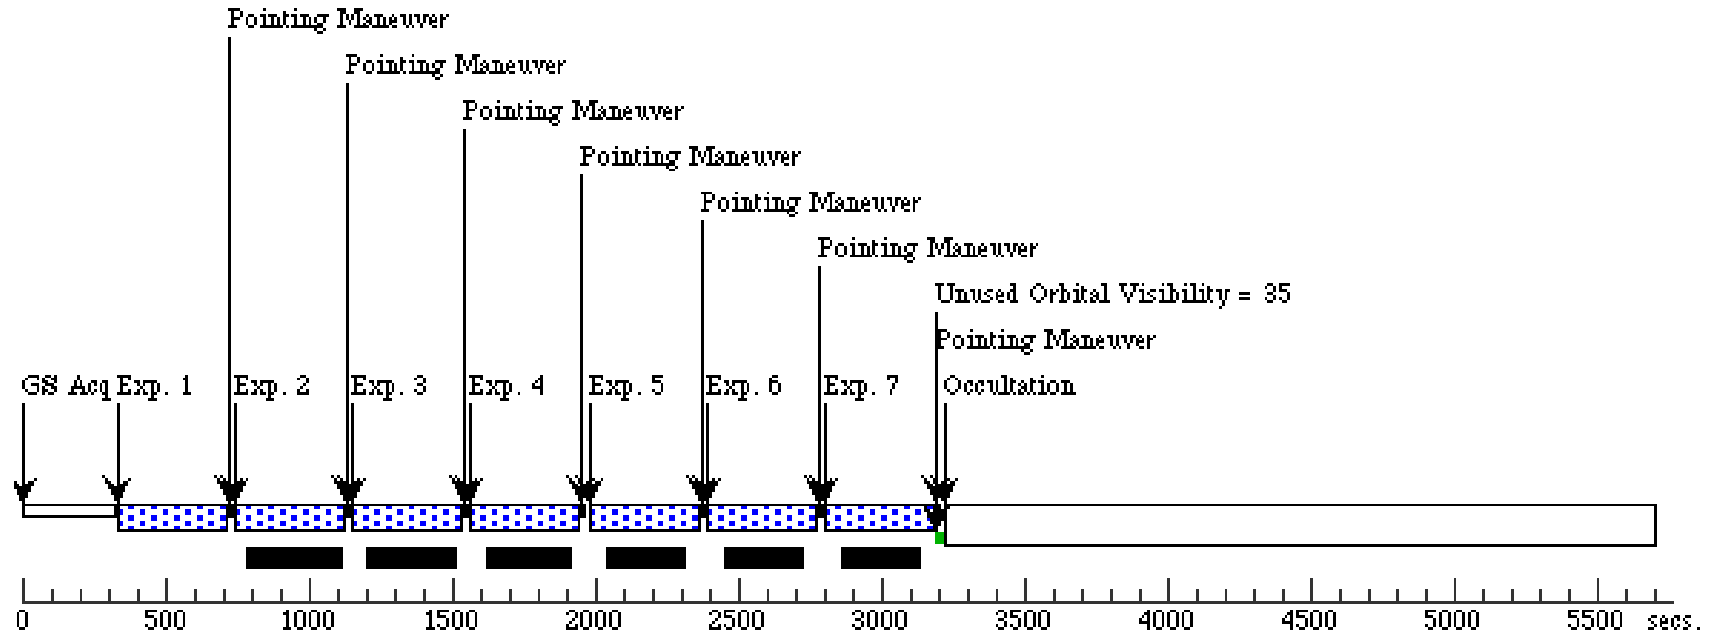 Pointing Maneuver
Pointing Maneuver
Pointing Maneuver
Pointing Maneuver
Pointing Maneuver
Pointing Maneuver
Unused Orbital Visibility = 35
Pointing Maneuver
GS Acq Exp. 1 Exp. 2 Exp. 3 Exp. 4 Exp. 5 Exp. 6 Exp. 7 Occultation
0 500 1000 1500 2000 2500 3000 3500 4000 4500 5000 5500 secs.